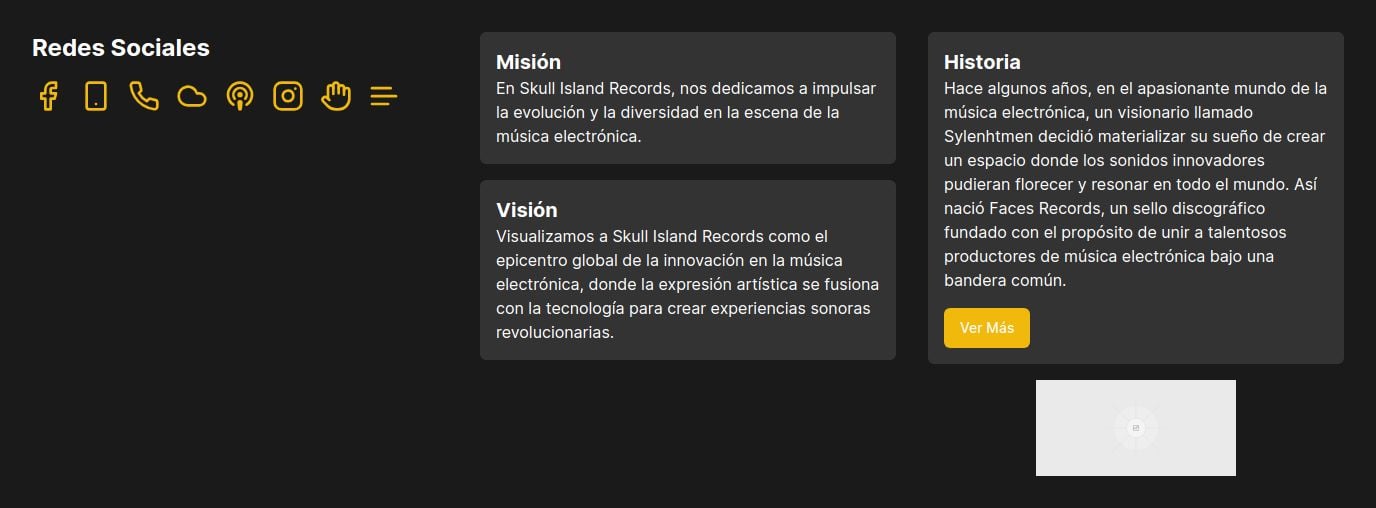 Redes Sociales
Misión
En Skull Island Records, nos dedicamos a impulsar
la evolución y la diversidad en la escena de la
música electrónica.
Visión
Visualizamos a Skull Island Records como el
epicentro global de la innovación en la música
electrónica, donde la expresión artística se fusiona
con la tecnología para crear experiencias sonoras
revolucionarias.
Historia
Hace algunos años, en el apasionante mundo de la
música electrónica, un visionario llamado
Sylenhtmen decidió materializar su sueño de crear
un espacio donde los sonidos innovadores
pudieran florecer y resonar en todo el mundo. Así
nació Faces Records, un sello discográfico
fundado con el propósito de unir a talentosos
productores de música electrónica bajo una
bandera común.
Ver Más